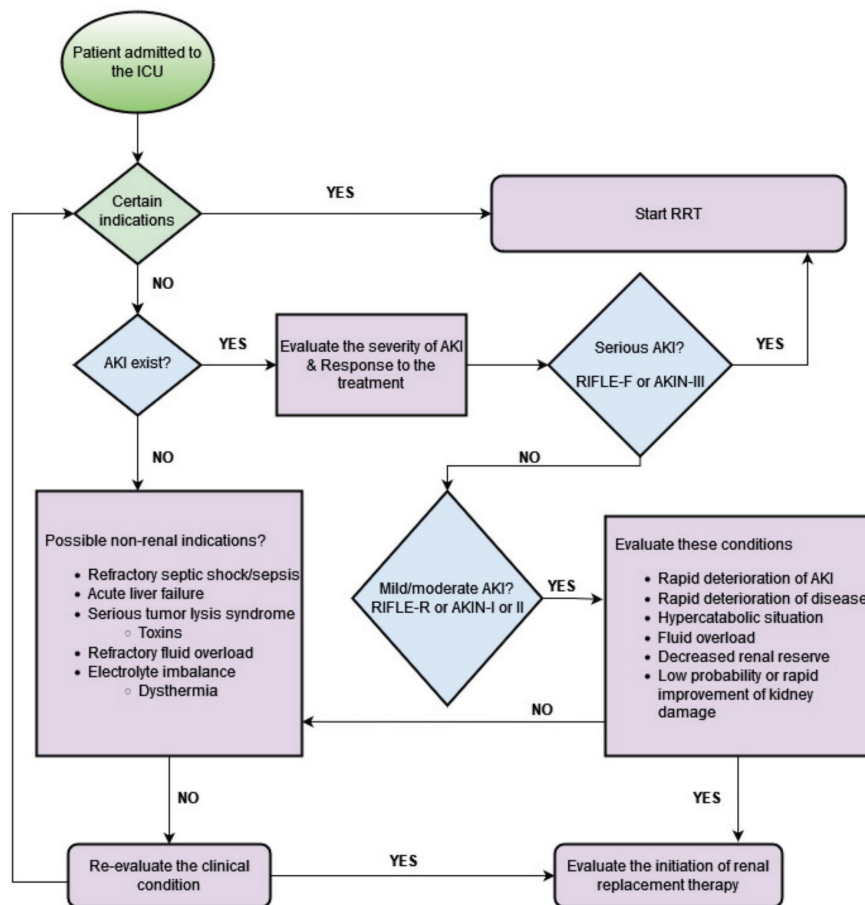 Patient admitted to
the ICU
Certain
indications
YES
Start RRT
NO
AKI exist?
YES
Evaluate the severity of AKI
& Response to the
treatment
Serious AKI?
RIFLE-F or AKIN-III
YES
NO
NO
Possible non-renal indications?
• Refractory septic shock/sepsis
• Acute liver failure
• Serious tumor lysis syndrome
○ Toxins
• Refractory fluid overload
• Electrolyte imbalance
○ Dysthermia
Mild/moderate AKI?
RIFLE-R or AKIN-I or II
YES
Evaluate these conditions
• Rapid deterioration of AKI
• Rapid deterioration of disease
• Hypercatabolic situation
• Fluid overload
• Decreased renal reserve
• Low probability or rapid
improvement of kidney
damage
NO
NO
YES
Re-evaluate the clinical
condition
YES
Evaluate the initiation of renal
replacement therapy